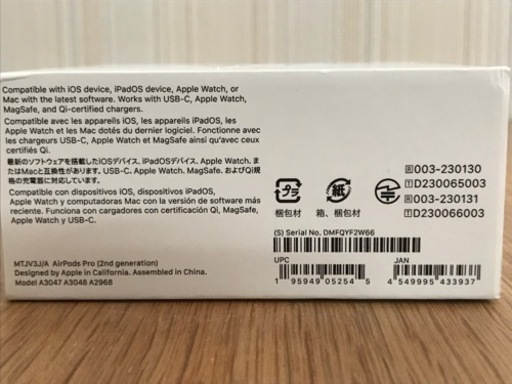 Compatible with iOS device, iPadOS device, Apple Watch, or
Mac with the latest software. Works with USB-C, Apple Watch,
MagSafe, and Qi-certified chargers.
Compatible avec les appareils iOS, les appareils iPadOS,
Apple Watch et les Mac dotés du dernier logiciel. Fonctionne avec
les chargeurs USB-C, Apple Watch et MagSafe ainsi qu'avec ceux
certifiés Qi.
最新のソフトウェアを搭載したiOSデバイス、iPadOSデバイス、Apple Watch、ま
たはMacと互換性があります。USB-C、Apple Watch、MagSafe、およびQi規
格の充電器に対応しています。
Compatible con dispositivos iOS, dispositivos iPadOS,
Apple Watch y computadoras Mac con la versión de software más
reciente. Funciona con cargadores con certificación Qi, MagSafe,
Apple Watch y USB-C.
MTJV3J/A AirPods Pro (2nd generation)
Designed by Apple in California. Assembled in China.
Model A3047 A3048 A2968
プラ
紙
梱包材
箱、梱包材
003-230130
T D230065003
003-230131
T D230066003
(S) Serial No. DMFQYF2W66
UPC
1 95949 05254 5
JAN
4 549995 433937